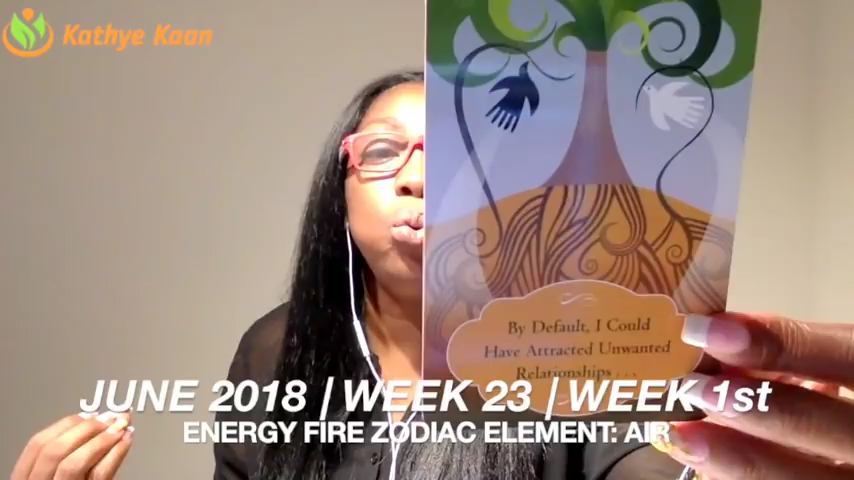 Kathye Kaan
By Default, I Could
Have Attracted Unwanted
Relationships . . .
JUNE 2018 | WEEK 23 | WEEK 1st
ENERGY FIRE ZODIAC ELEMENT: AIR